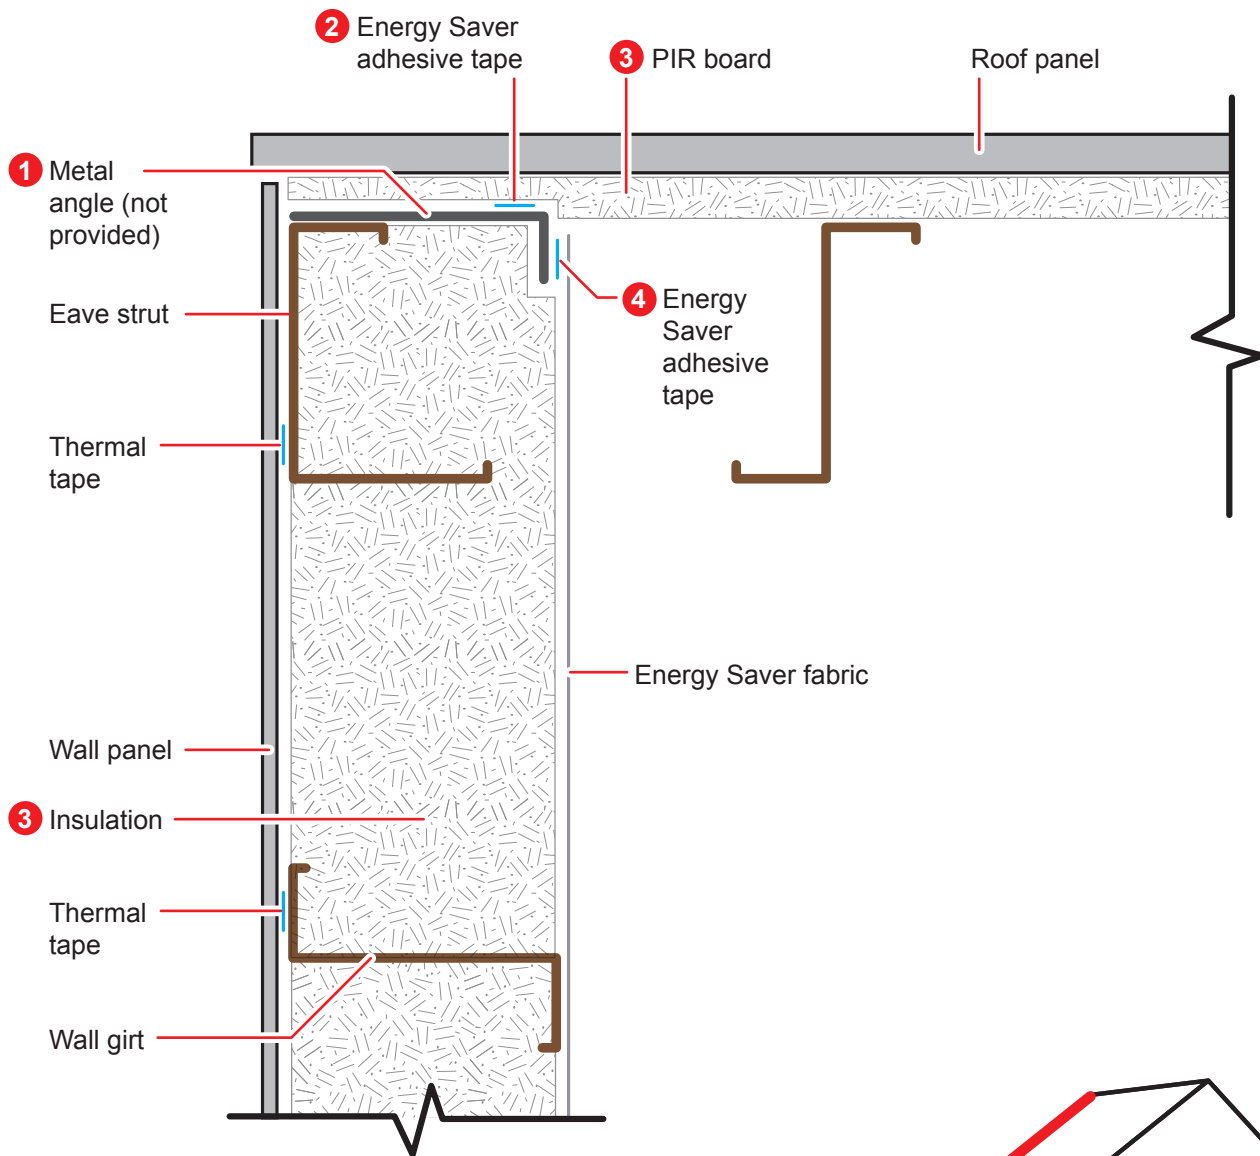 2 Energy Saver
adhesive tape
3 PIR board
Roof panel
1 Metal
angle (not
provided)
Eave strut
4 Energy
Saver
adhesive
tape
Thermal
tape
Energy Saver fabric
Wall panel
3 Insulation
Thermal
tape
Wall girt